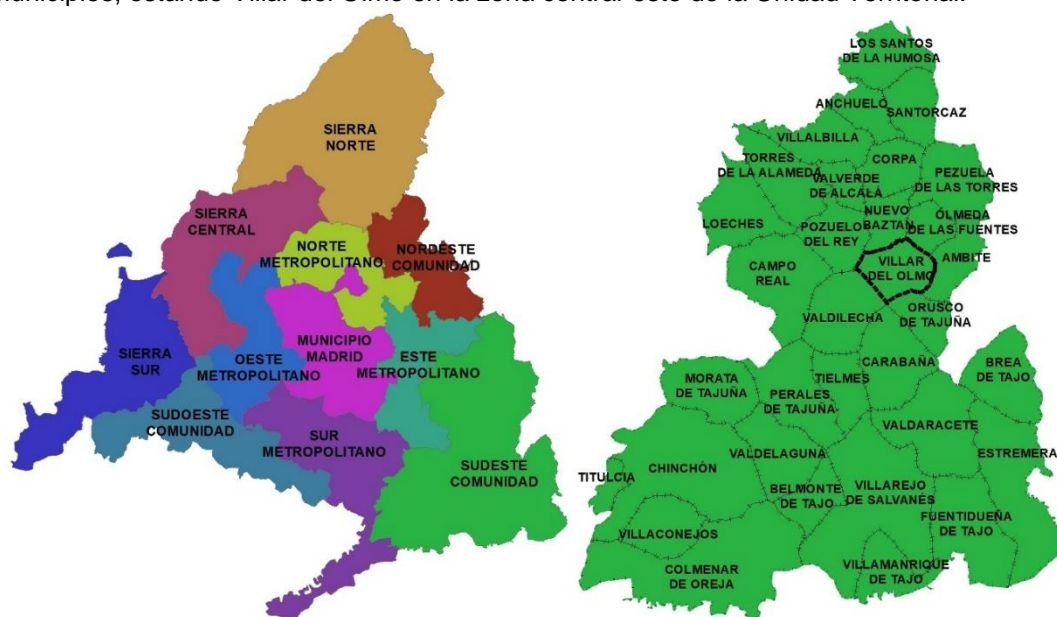 municipios, estando Villar del Olmo en la zona central este de la Unidad Territorial.
SIERRA
NORTE
SIERRA
CENTRAL
NORTE
METROPOLITANO
NORDESTE
COMUNIDAD
MUNICIPIO
MADRID
SIERRA
SUR
OESTE
METROPOLITANO
ESTE
METROPOLITANO
SUDOESTE
COMUNIDAD
SUR
METROPOLITANO
SUDESTE
COMUNIDAD
LOS SANTOS
DE LA HUMOSA
ANCHUELO
SANTORCAZ
VILLALBILLA
TORRES
DE LA ALAMEDA
CORPA
VALVERDE
DE ALCALÁ
PEZUELA
DE LAS TORRES
LOECHES
POZUELO
DEL REY
NUEVO
BAZTÁN
OLMEDA
DE LAS FUENTES
CAMPO
REAL
VILLAR
DEL OLMO
AMBITE
VALDILECHA
ORUSCO
DE TAJUÑA
CARABAÑA
BREA
DE TAJO
MORATA
DE TAJUÑA
PERALES
DE TAJUÑA
TIELMES
VALDARACETE
ESTREMERA
TITULCIA
CHINCHÓN
VALDELAGUNA
BELMONTE
DE TAJO
VILLAREJO
DE SALVANÉS
FUENTIDUEÑA
DE TAJO
VILLACONEJOS
COLMENAR
DE OREJA
VILLAMANRIQUE
DE TAJO